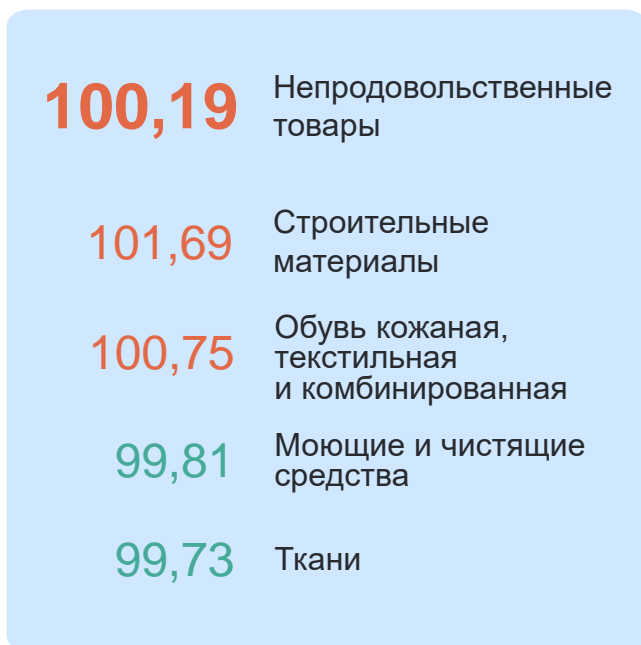 100,19
Непродовольственные
товары
101,69
Строительные
материалы
100,75
Обувь кожаная,
текстильная
и комбинированная
99,81
Моющие и чистящие
средства
99,73
Ткани